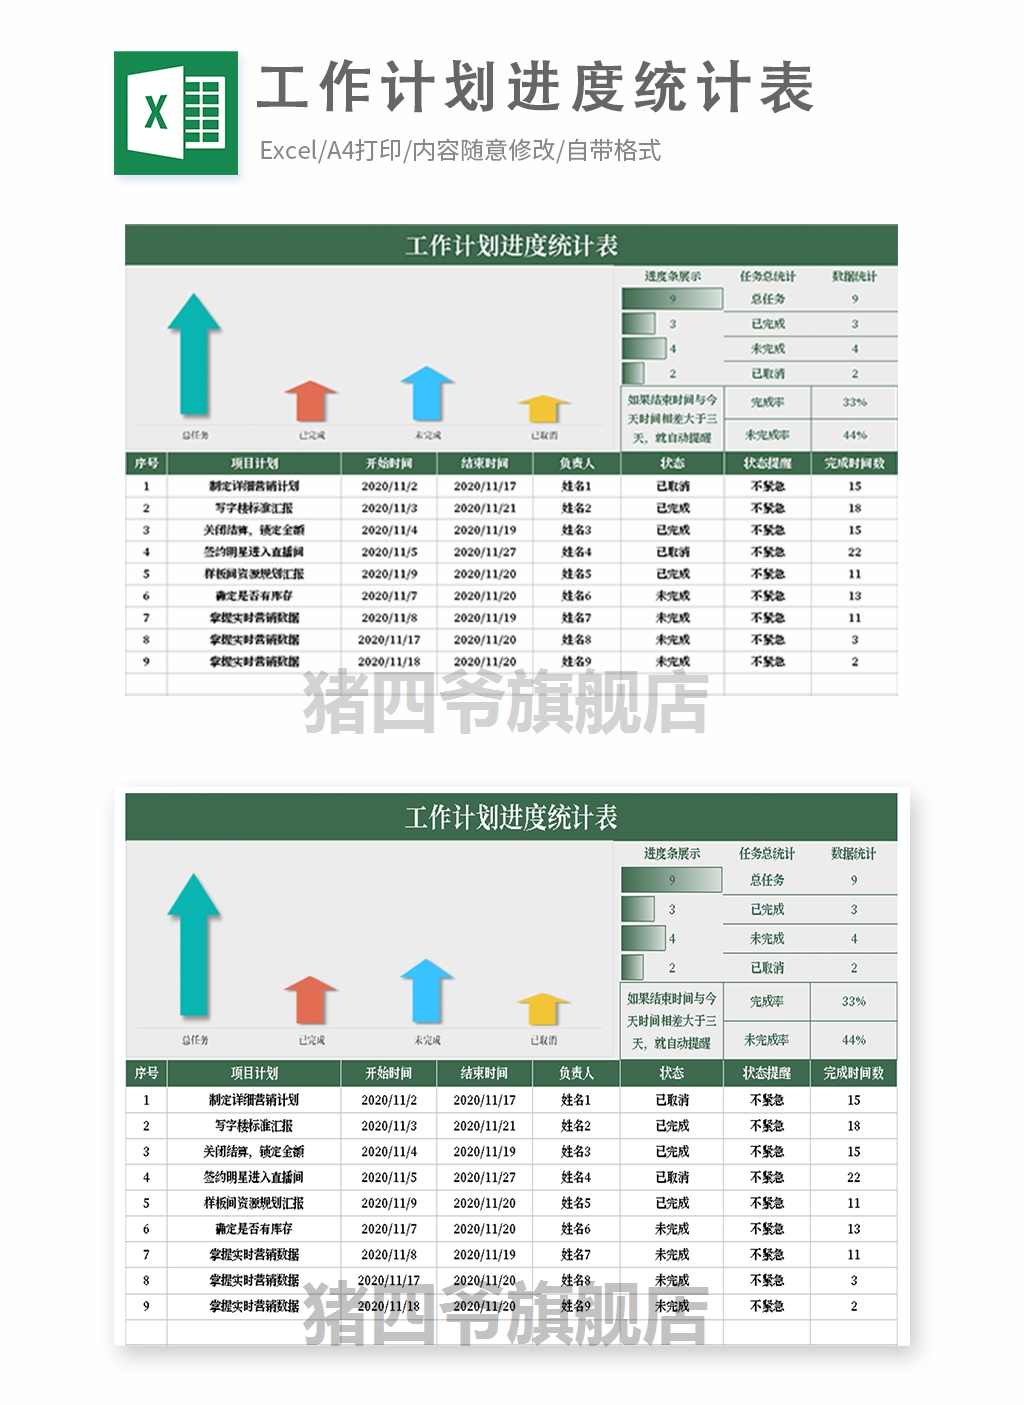 X
工作计划进度统计表
Excel/A4打印/内容随意修改/自带格式
工作计划进度统计表
进度条展示 任务总统计 数据统计
9 总任务 9
3 已完成 3
4 未完成 4
2 已取消 2
如果结束时间与今天时间相差大于三天，就自动提醒 完成率 33%
未完成率 44%
总任务 已完成 未完成 已取消
序号 项目计划 开始时间 结束时间 负责人 状态 状态提醒 完成时间数
1 制定详细营销计划 2020/11/2 2020/11/17 姓名1 已取消 不紧急 15
2 写字楼标准汇报 2020/11/3 2020/11/21 姓名2 已完成 不紧急 18
3 关闭结算，锁定金额 2020/11/4 2020/11/19 姓名3 已完成 不紧急 15
4 签约明星进入直播间 2020/11/5 2020/11/27 姓名4 已取消 不紧急 22
5 样板间资源规划汇报 2020/11/9 2020/11/20 姓名5 已完成 不紧急 11
6 确定是否有库存 2020/11/7 2020/11/20 姓名6 未完成 不紧急 13
7 掌握实时营销数据 2020/11/8 2020/11/19 姓名7 未完成 不紧急 11
8 掌握实时营销数据 2020/11/17 2020/11/20 姓名8 未完成 不紧急 3
9 掌握实时营销数据 2020/11/18 2020/11/20 姓名9 未完成 不紧急 2
猪四爷旗舰店
工作计划进度统计表
进度条展示 任务总统计 数据统计
9 总任务 9
3 已完成 3
4 未完成 4
2 已取消 2
如果结束时间与今天时间相差大于三天，就自动提醒 完成率 33%
未完成率 44%
总任务 已完成 未完成 已取消
序号 项目计划 开始时间 结束时间 负责人 状态 状态提醒 完成时间数
1 制定详细营销计划 2020/11/2 2020/11/17 姓名1 已取消 不紧急 15
2 写字楼标准汇报 2020/11/3 2020/11/21 姓名2 已完成 不紧急 18
3 关闭结算，锁定金额 2020/11/4 2020/11/19 姓名3 已完成 不紧急 15
4 签约明星进入直播间 2020/11/5 2020/11/27 姓名4 已取消 不紧急 22
5 样板间资源规划汇报 2020/11/9 2020/11/20 姓名5 已完成 不紧急 11
6 确定是否有库存 2020/11/7 2020/11/20 姓名6 未完成 不紧急 13
7 掌握实时营销数据 2020/11/8 2020/11/19 姓名7 未完成 不紧急 11
8 掌握实时营销数据 2020/11/17 2020/11/20 姓名8 未完成 不紧急 3
9 掌握实时营销数据 2020/11/18 2020/11/20 姓名9 未完成 不紧急 2
猪四爷旗舰店